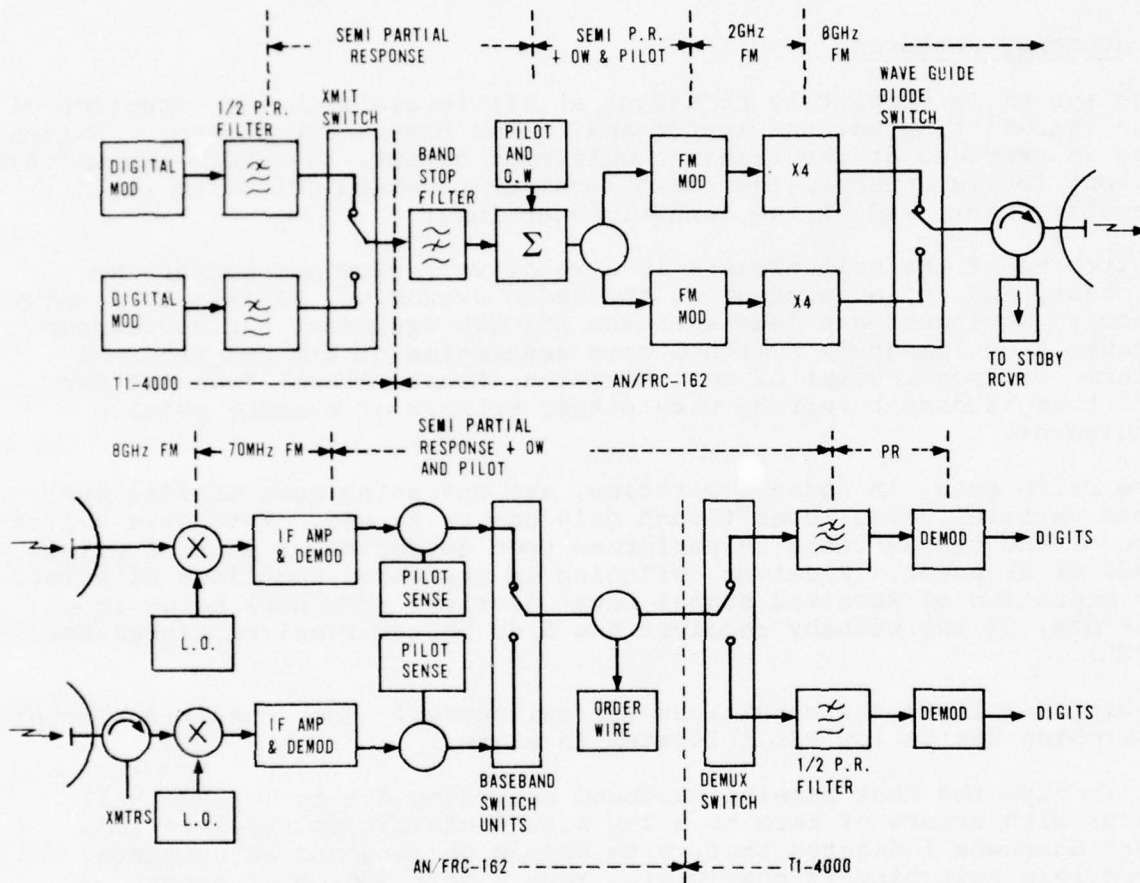 SEMI PARTIAL
RESPONSE
SEMI P.R.
+ OW & PILOT
2GHz
FM
8GHz
FM
1/2 P.R.
FILTER
XMIT
SWITCH
WAVE GUIDE
DIODE
SWITCH
BAND
STOP
FILTER
PILOT
AND
O.W
DIGITAL
MOD
FM
MOD
X4
Σ
DIGITAL
MOD
FM
MOD
X4
TO STDBY
RCVR
T1-4000
AN/FRC-162
8GHz FM
70MHz FM
SEMI PARTIAL
RESPONSE + OW
AND PILOT
PR
IF AMP
& DEMOD
DEMOD
DIGITS
PILOT
SENSE
L.O.
PILOT
SENSE
IF AMP
& DEMOD
ORDER
WIRE
DEMOD
DIGITS
XMTRS
L.O.
BASEBAND
SWITCH
UNITS
DEMUX
SWITCH
1/2 P.R.
FILTER
AN/FRC-162
T1-4000